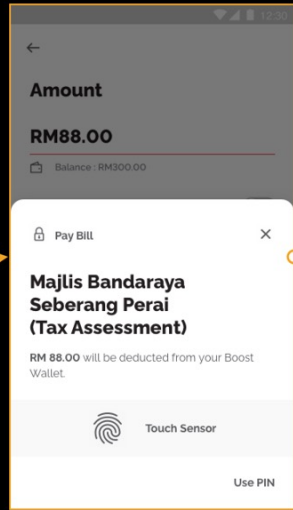 12:30
Amount
RM88.00
Balance : RM300.00
Pay Bill
Majlis Bandaraya
Seberang Perai
(Tax Assessment)
RM 88.00 will be deducted from your Boost
Wallet.
Touch Sensor
Use PIN